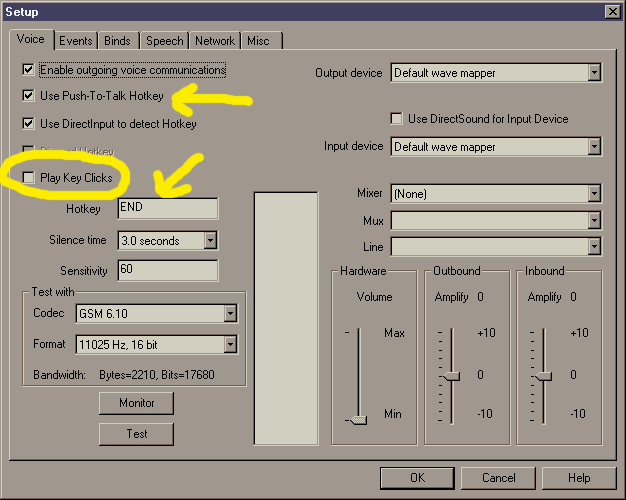 Setup
Voice Events Binds Speech Network Misc
Enable outgoing voice communications
Use Push-To-Talk Hotkey
Use DirectInput to detect Hotkey
Hotkey
Play Key Clicks
Hotkey END
Silence time 3.0 seconds
Sensitivity 60
Test with
Codec GSM 6.10
Format 11025 Hz, 16 bit
Bandwidth: Bytes=2210, Bits=17680
Monitor
Test
Output device Default wave mapper
Use DirectSound for Input Device
Input device Default wave mapper
Mixer (None)
Mux
Line
Hardware
Volume
Max
Min
Outbound
Amplify 0
+10
0
-10
Inbound
Amplify 0
+10
0
-10
OK Cancel Help